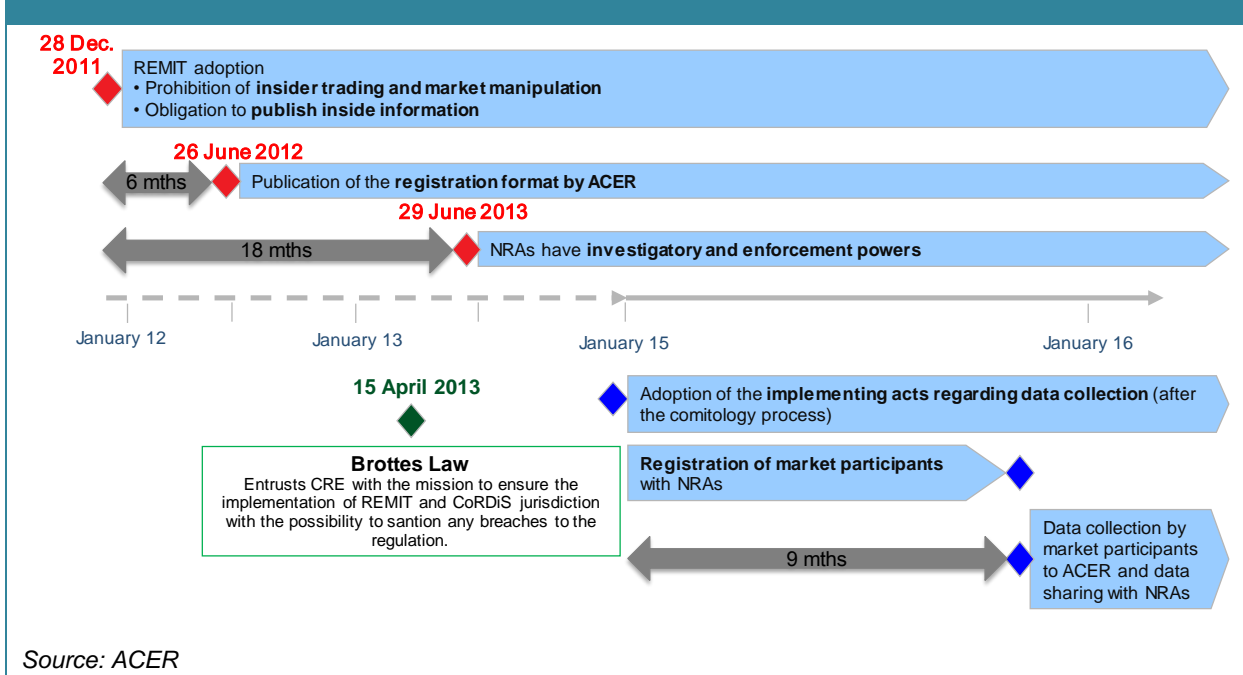 28 Dec.
2011
REMIT adoption
• Prohibition of insider trading and market manipulation
• Obligation to publish inside information
26 June 2012
6 mths
Publication of the registration format by ACER
29 June 2013
18 mths
NRAs have investigatory and enforcement powers
January 12
January 13
January 15
January 16
15 April 2013
Adoption of the implementing acts regarding data collection (after
the comitology process)
Brottes Law
Entrusts CRE with the mission to ensure the
implementation of REMIT and CoRDiS jurisdiction
with the possibility to santion any breaches to the
regulation.
Registration of market participants
with NRAs
9 mths
Data collection by
market participants
to ACER and data
sharing with NRAs
Source: ACER